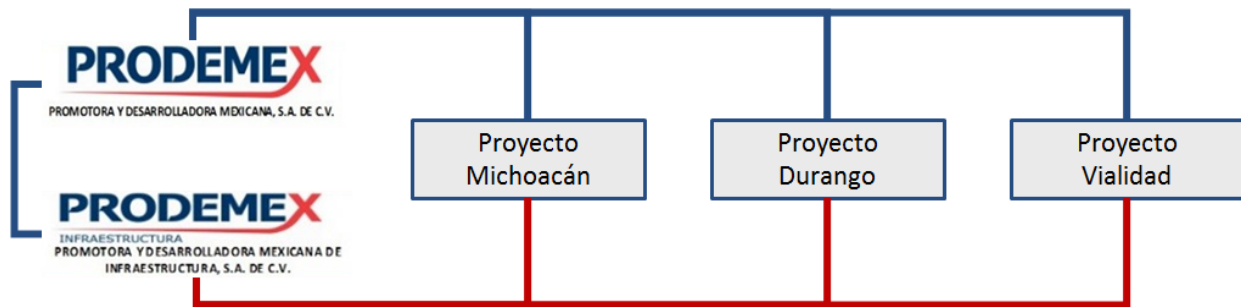 PRODEMEX
PROMOTORA Y DESARROLLADORA MEXICANA, S.A. DE C.V.
Proyecto
Michoacán
Proyecto
Durango
Proyecto
Vialidad
PRODEMEX
INFRAESTRUCTURA
PROMOTORA Y DESARROLLADORA MEXICANA DE
INFRAESTRUCTURA, S.A. DE C.V.